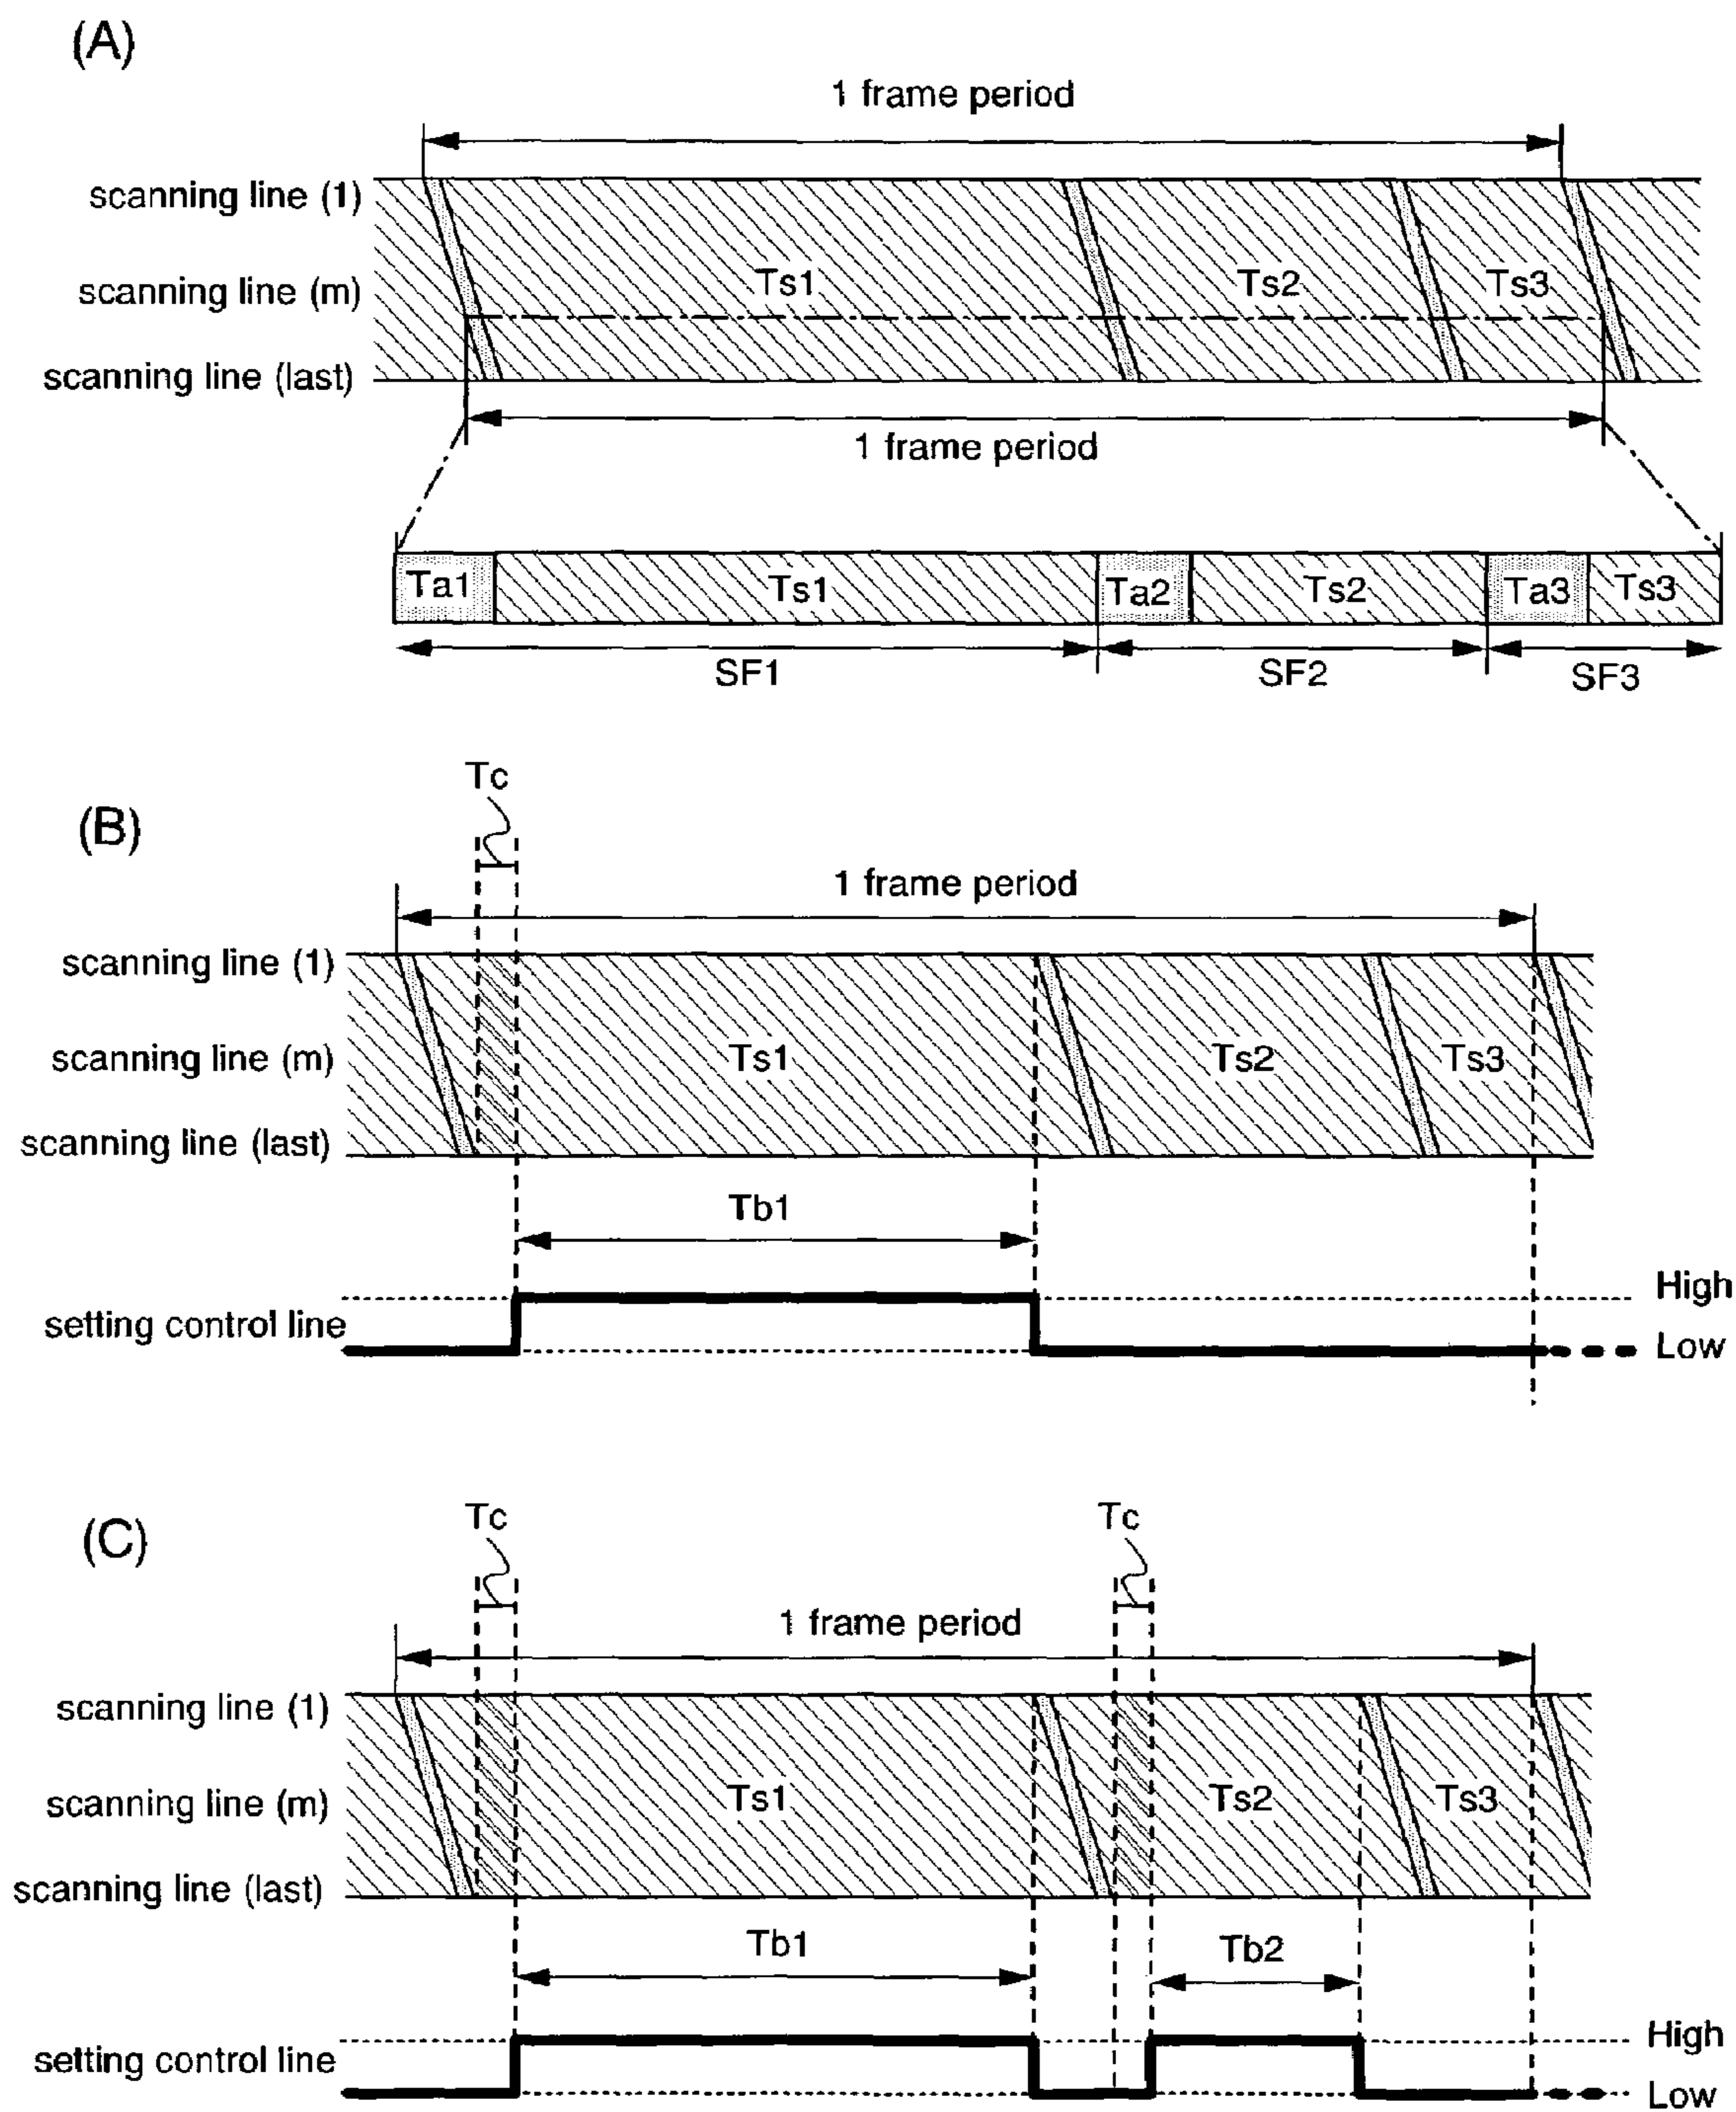 (A)
1 frame period
scanning line (1)
scanning line (m)
scanning line (last)
Ts1 Ts2 Ts3
1 frame period
Ta1 Ts1 Ta2 Ts2 Ta3 Ts3
SF1 SF2 SF3
(B)
Tc
1 frame period
scanning line (1)
scanning line (m)
scanning line (last)
Ts1 Ts2 Ts3
Tb1
setting control line
High
Low
(C)
Tc Tc
1 frame period
scanning line (1)
scanning line (m)
scanning line (last)
Ts1 Ts2 Ts3
Tb1 Tb2
setting control line
High
Low